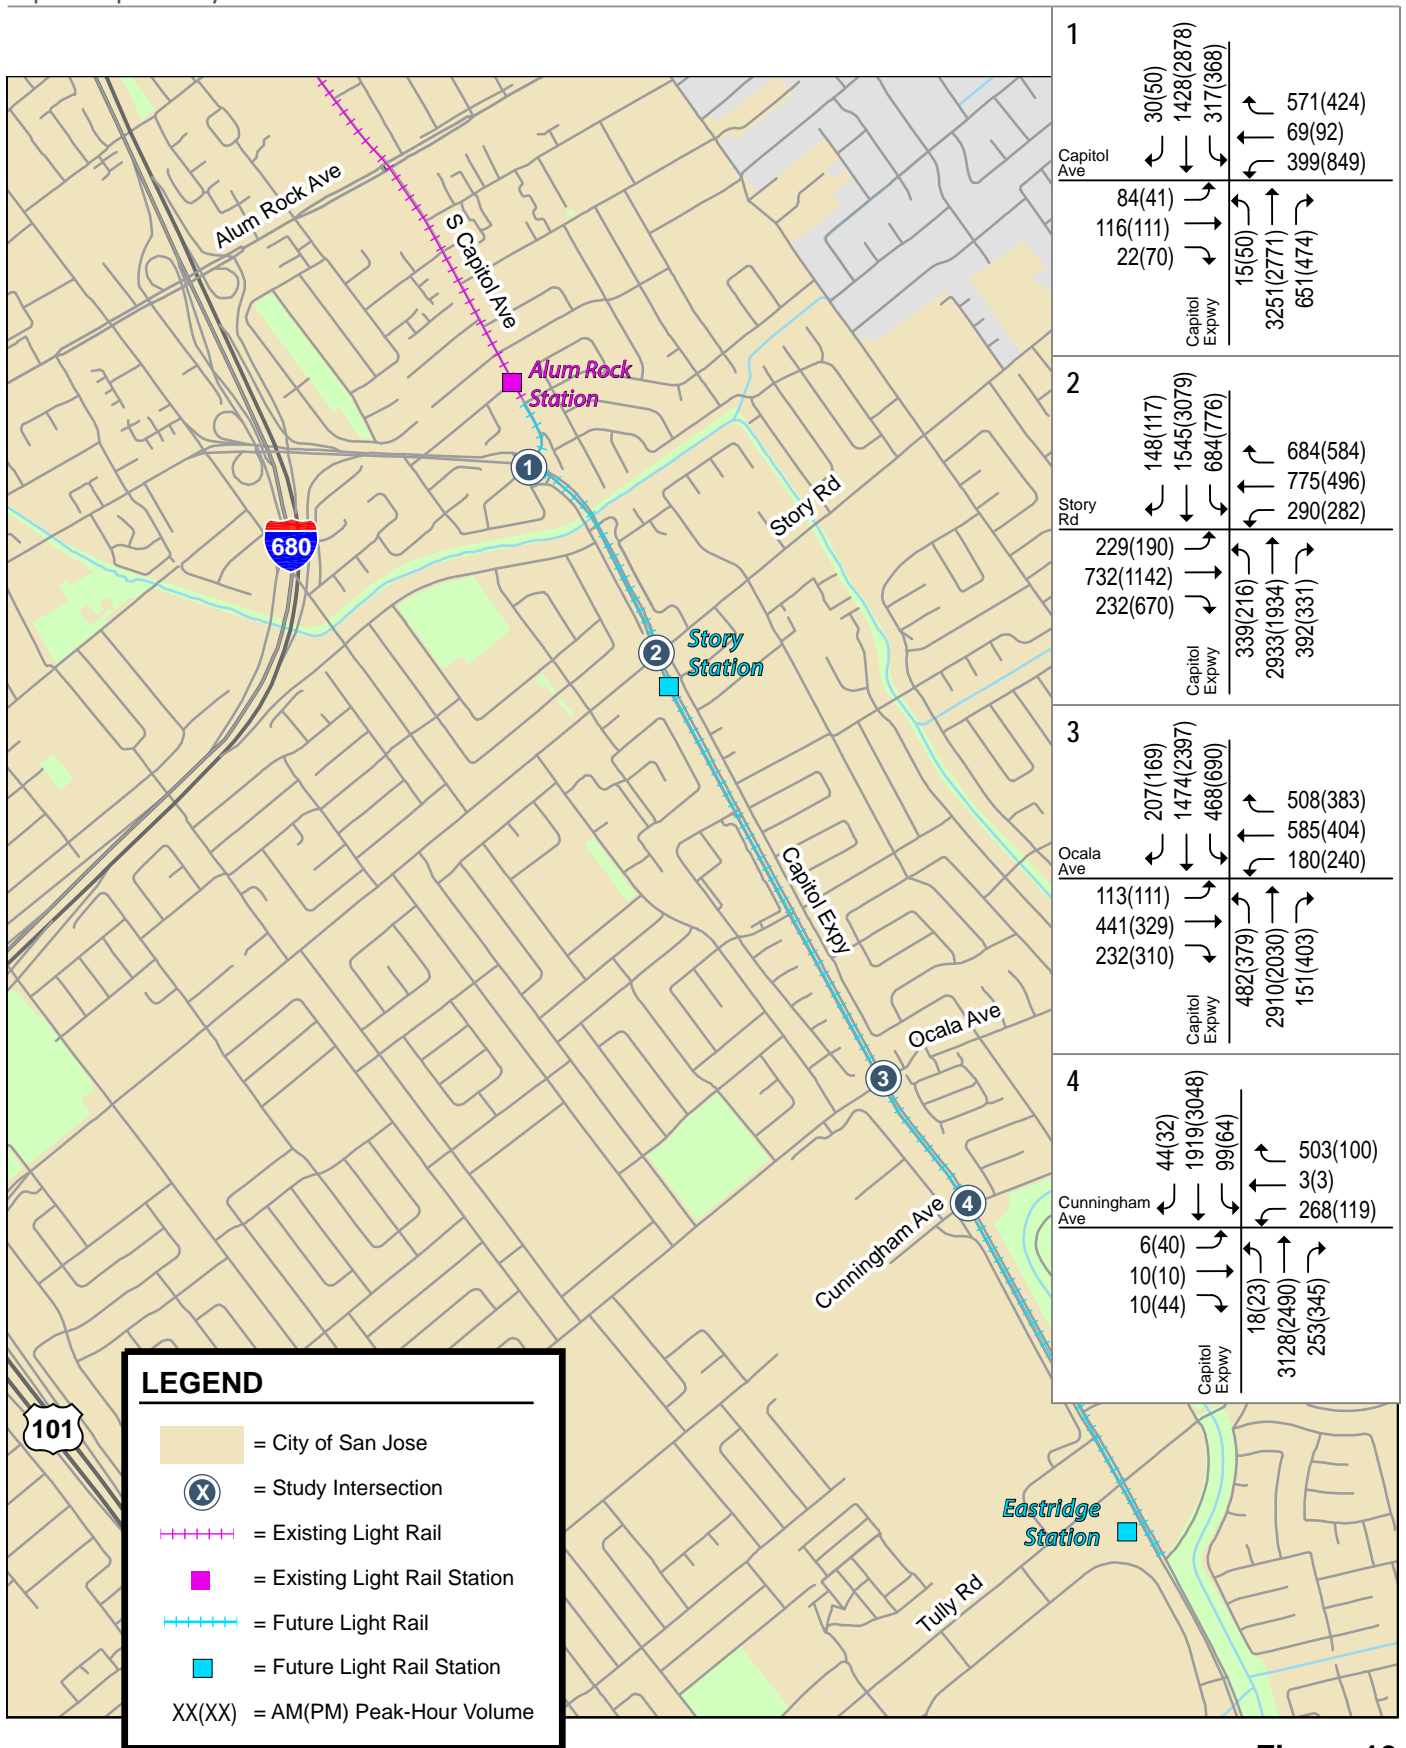 Alum Rock Ave
S Capitol Ave
Alum Rock
Station
1
680
Story Rd
2
Story
Station
Capitol Expy
Ocala Ave
3
4
Cunningham Ave
Eastridge
Station
Tully Rd
101
LEGEND
= City of San Jose
X
= Study Intersection
= Existing Light Rail
= Existing Light Rail Station
= Future Light Rail
= Future Light Rail Station
XX(XX) = AM(PM) Peak-Hour Volume
1
30(50)
1428(2878)
317(368)
571(424)
69(92)
399(849)
Capitol
Ave
84(41)
116(111)
22(70)
Capitol
Expwy
15(50)
3251(2771)
651(474)
2
148(117)
1545(3079)
684(776)
684(584)
775(496)
290(282)
Story
Rd
229(190)
732(1142)
232(670)
Capitol
Expwy
339(216)
2933(1934)
392(331)
3
207(169)
1474(2397)
468(690)
508(383)
585(404)
180(240)
Ocala
Ave
113(111)
441(329)
232(310)
Capitol
Expwy
482(379)
2910(2030)
151(403)
4
44(32)
1919(3048)
99(64)
503(100)
3(3)
268(119)
Cunningham
Ave
6(40)
10(10)
10(44)
Capitol
Expwy
18(23)
3128(2490)
253(345)